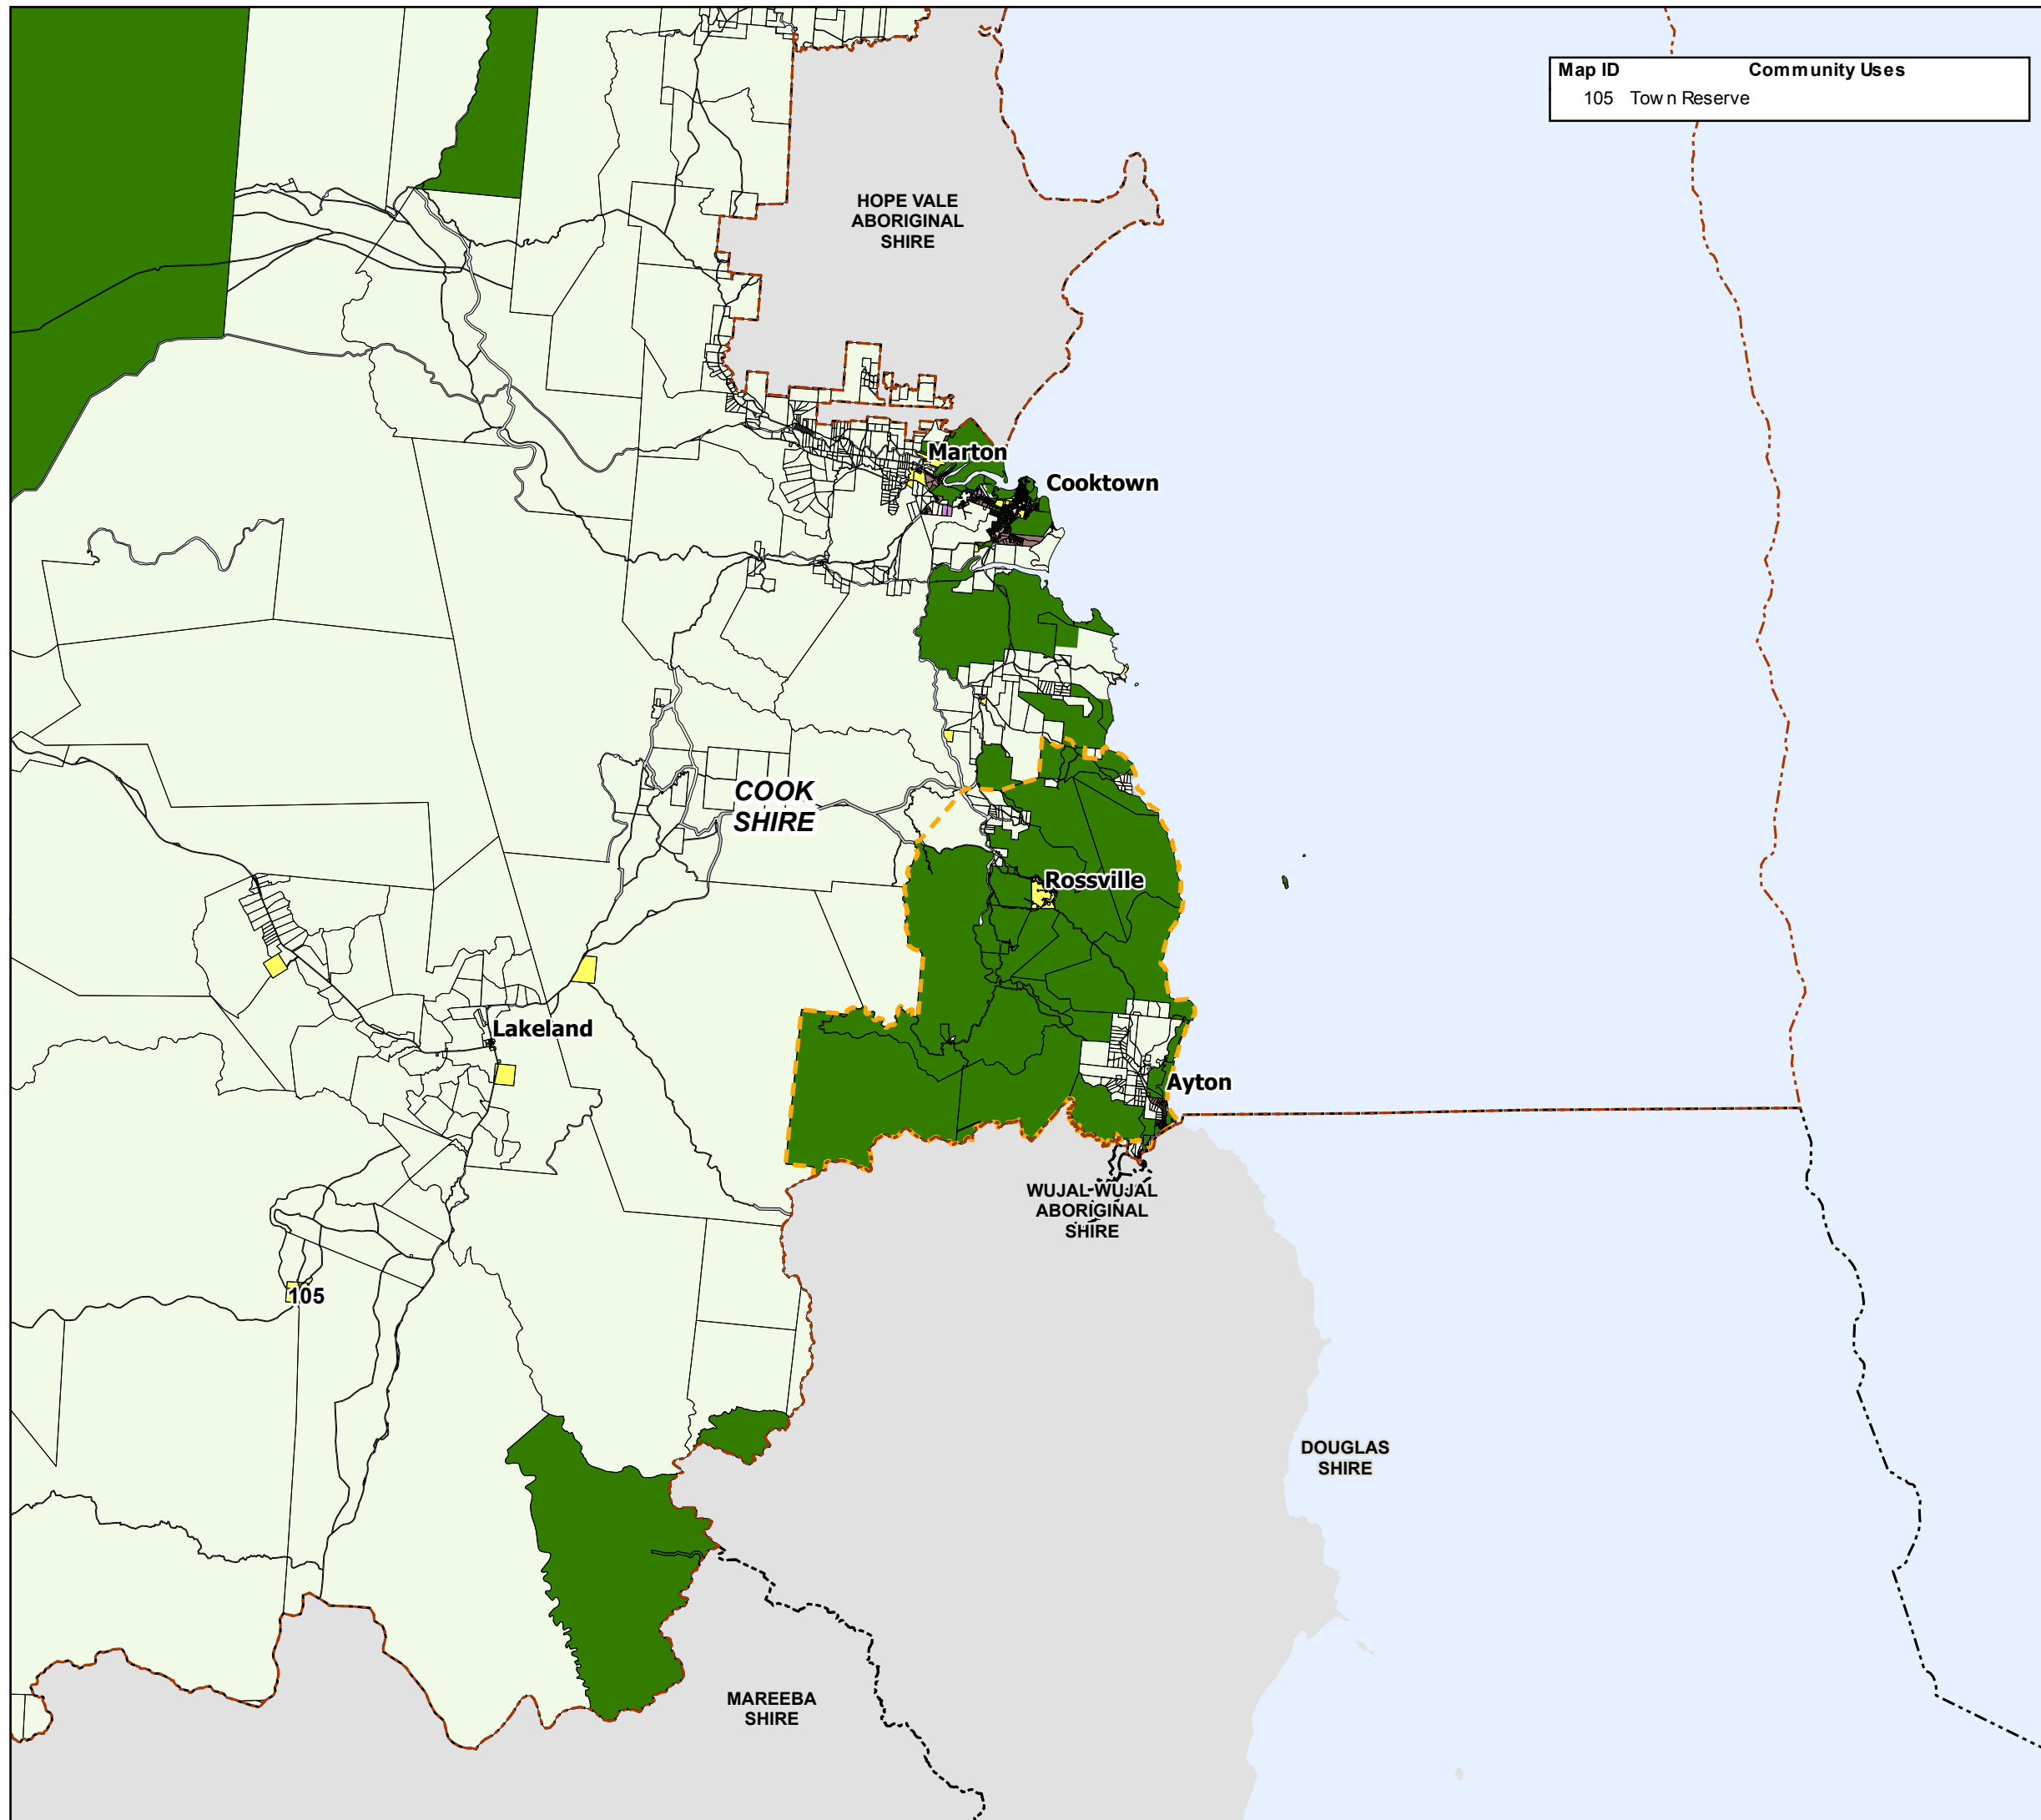 Map ID Community Uses
105 Town Reserve
HOPE VALE
ABORIGINAL
SHIRE
Marton
Cooktown
COOK
SHIRE
Rossville
Lakeland
Ayton
WUJAL WUJAL
ABORIGINAL
SHIRE
105
DOUGLAS
SHIRE
MAREEBA
SHIRE